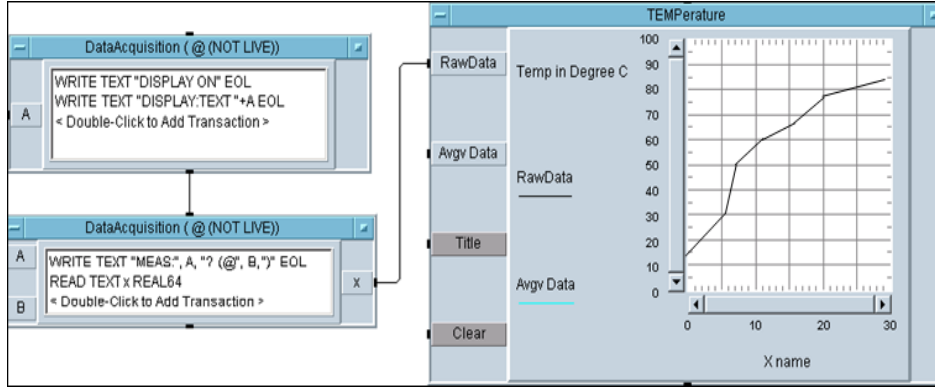 DataAcquisition ( @ (NOT LIVE))
A
WRITE TEXT "DISPLAY ON" EOL
WRITE TEXT "DISPLAY:TEXT "+A EOL
< Double-Click to Add Transaction >
DataAcquisition ( @ (NOT LIVE))
A
B
WRITE TEXT "MEAS:", A, "? (@", B,")" EOL
READ TEXT x REAL64
< Double-Click to Add Transaction >
X
TEMPerature
RawData
Avgv Data
Title
Clear
Temp in Degree C
RawData
Avgv Data
100
90
80
70
60
50
40
30
20
10
0
0 10 20 30
X name